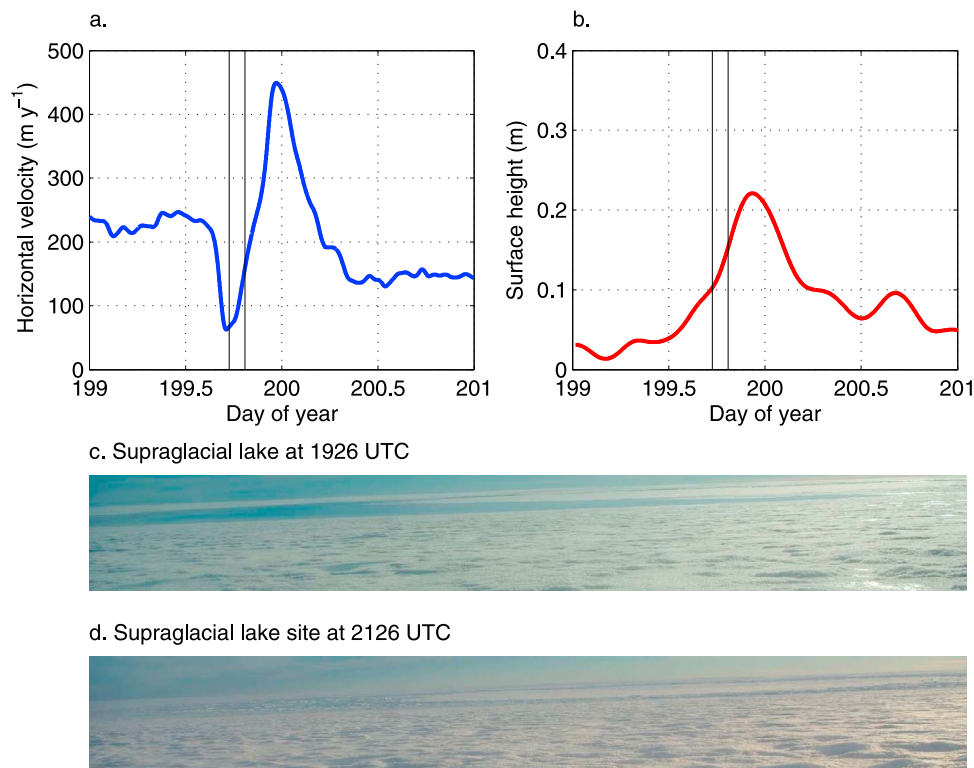 a.
500
400
300
200
100
0
Horizontal velocity (m y⁻¹)
199
199.5
200
200.5
201
Day of year
b.
0.4
0.3
0.2
0.1
0
Surface height (m)
199
199.5
200
200.5
201
Day of year
c. Supraglacial lake at 1926 UTC
d. Supraglacial lake site at 2126 UTC